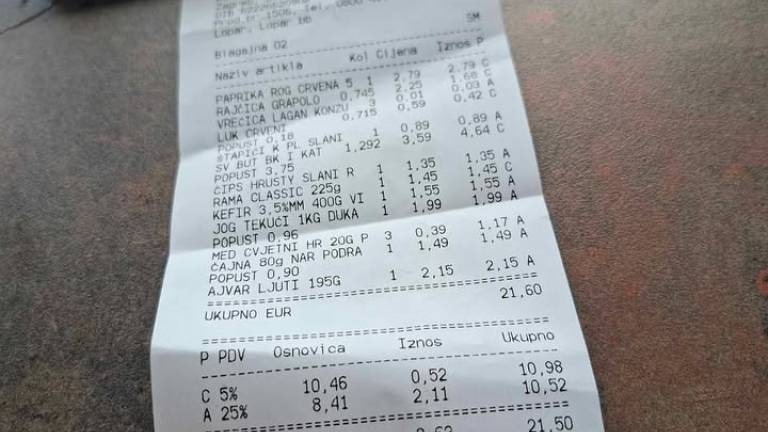 Lopar, Lopar bb
SM
Blagajna 02
Naziv artikla Kol Cijena Iznos P
PAPRIKA ROG CRVENA 5 1 2,79 2,79 C
RAJČICA GRAPOLO 0,745 2,25 1,68 C
VREĆICA LAGAN KONZU 3 0,01 0,03 A
LUK CRVENI 0,715 0,59 0,42 C
POPUST 0,18
ŠTAPIĆI K PL SLANI 1 0,89 0,89 A
SV BUT BK I KAT 1,292 3,59 4,64 C
POPUST 3,75
ČIPS HRUSTY SLANI R 1 1,35 1,35 A
RAMA CLASSIC 225g 1 1,45 1,45 C
KEFIR 3,5%MM 400G VI 1 1,55 1,55 A
JOG TEKUĆI 1KG DUKA 1 1,99 1,99 A
POPUST 0,96
MED CVJETNI HR 20G P 3 0,39 1,17 A
ČAJNA 80g NAR PODRA 1 1,49 1,49 A
POPUST 0,90
AJVAR LJUTI 195G 1 2,15 2,15 A
UKUPNO EUR 21,60
P PDV Osnovica Iznos Ukupno
C 5% 10,46 0,52 10,98
A 25% 8,41 2,11 10,52
2,63 21,50